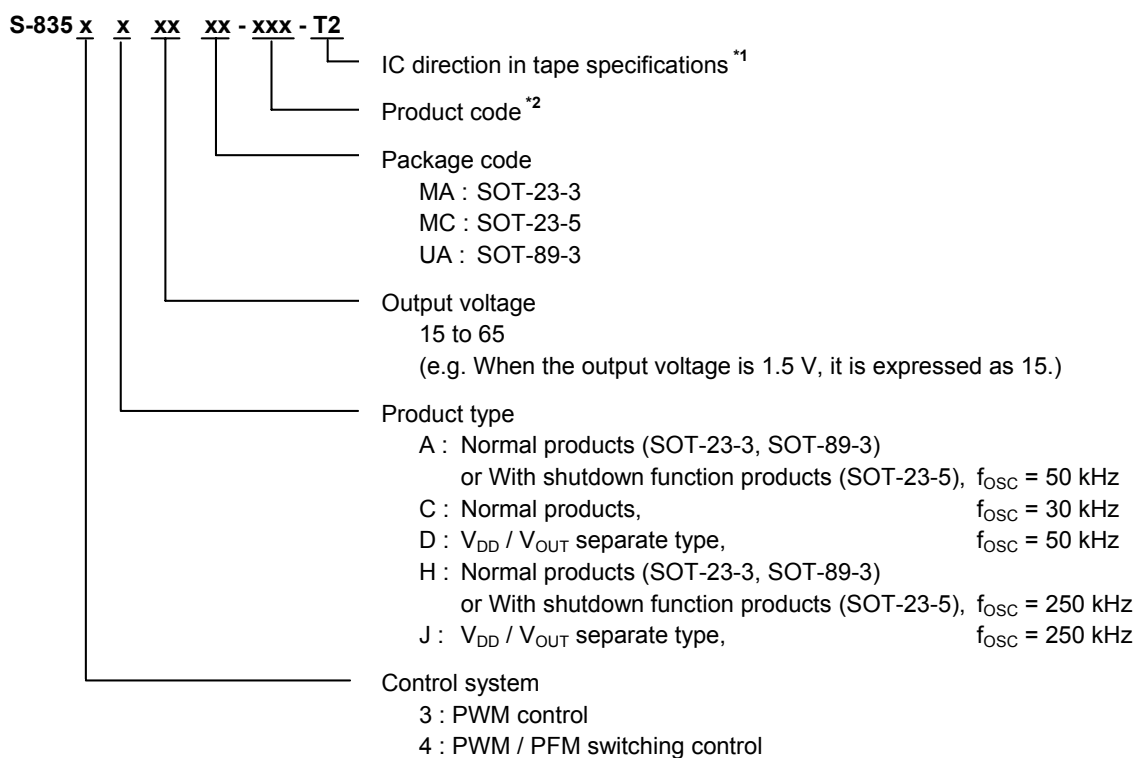 S-835 x x xx xx - xxx - T2
IC direction in tape specifications *1
Product code *2
Package code
MA : SOT-23-3
MC : SOT-23-5
UA : SOT-89-3
Output voltage
15 to 65
(e.g. When the output voltage is 1.5 V, it is expressed as 15.)
Product type
A : Normal products (SOT-23-3, SOT-89-3)
or With shutdown function products (SOT-23-5), fOSC = 50 kHz
C : Normal products, fOSC = 30 kHz
D : VDD / VOUT separate type, fOSC = 50 kHz
H : Normal products (SOT-23-3, SOT-89-3)
or With shutdown function products (SOT-23-5), fOSC = 250 kHz
J : VDD / VOUT separate type, fOSC = 250 kHz
Control system
3 : PWM control
4 : PWM / PFM switching control